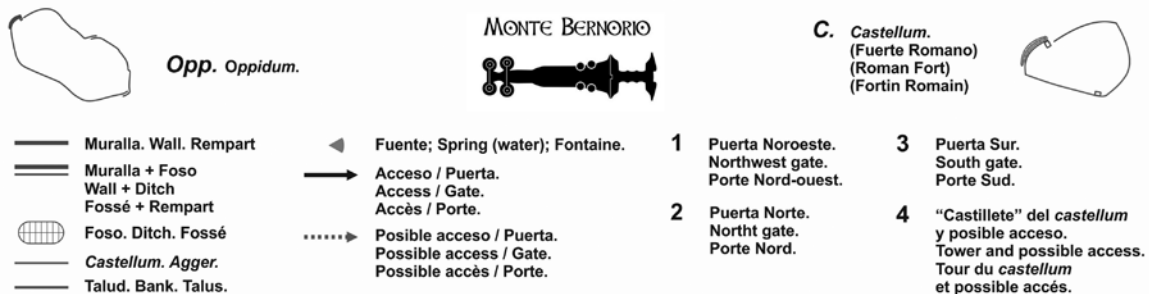 Opp. Oppidum.
MONTE BERNORIO
C. Castellum.
(Fuerte Romano)
(Roman Fort)
(Fortin Romain)
Muralla. Wall. Rempart
Muralla + Foso
Wall + Ditch
Fossé + Rempart
Foso. Ditch. Fossé
Castellum. Agger.
Talud. Bank. Talus.
Fuente; Spring (water); Fontaine.
Acceso / Puerta.
Access / Gate.
Accès / Porte.
Posible acceso / Puerta.
Possible access / Gate.
Possible accès / Porte.
1 Puerta Noroeste.
Northwest gate.
Porte Nord-ouest.
2 Puerta Norte.
Northt gate.
Porte Nord.
3 Puerta Sur.
South gate.
Porte Sud.
4 “Castillete” del castellum
y posible acceso.
Tower and possible access.
Tour du castellum
et possible accés.